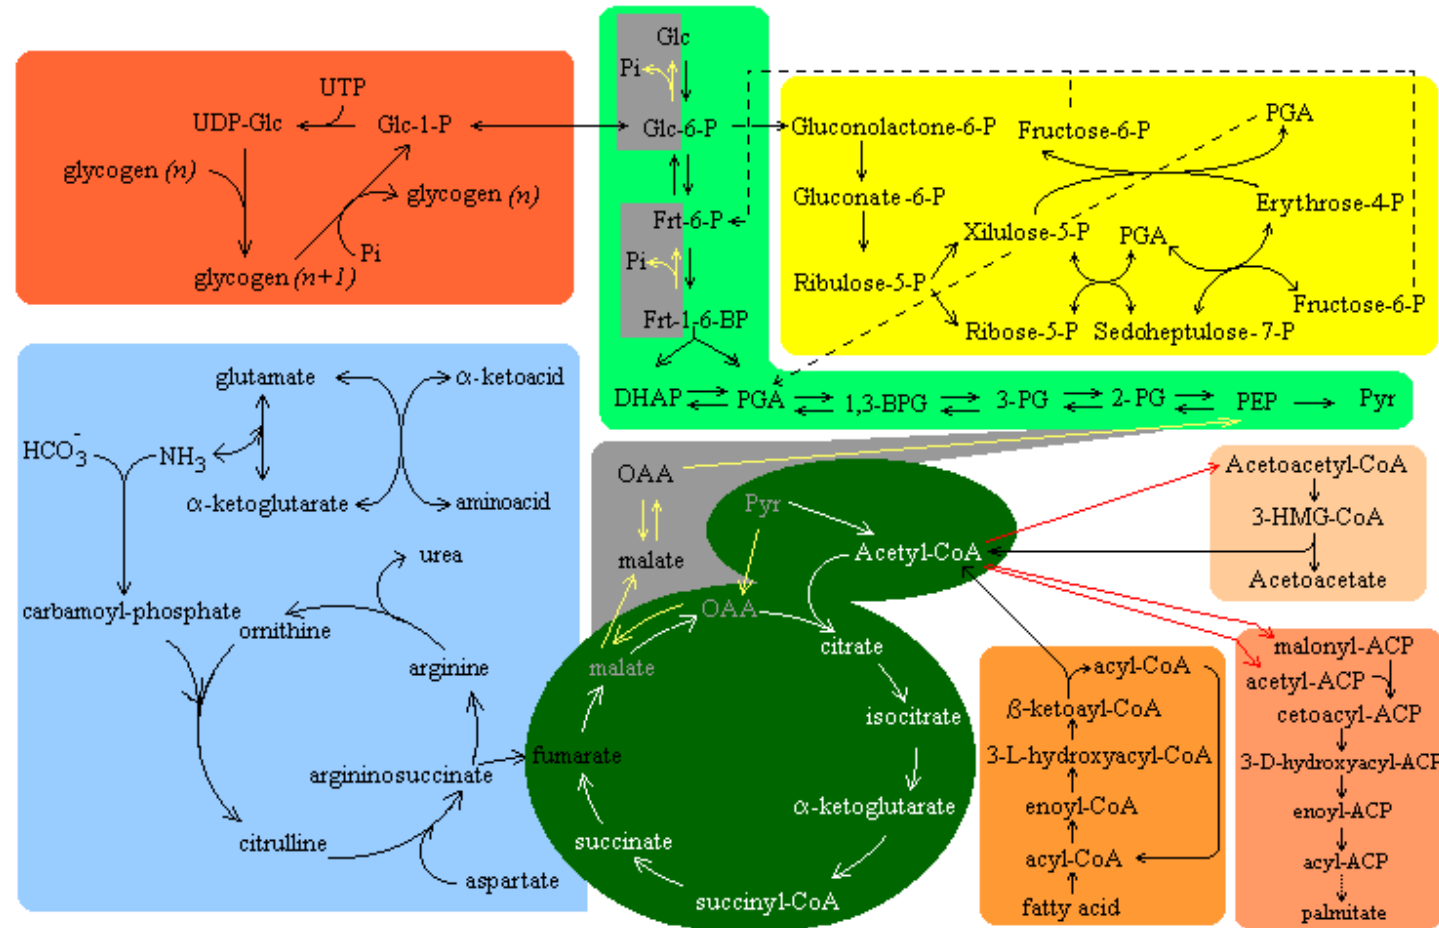 UTP
UDP-Glc
Glc-1-P
glycogen (n)
glycogen (n)
Pi
glycogen (n+1)
Glc
Pi
Glc-6-P
Frt-6-P
Pi
Frt-1-6-BP
DHAP
PGA
1,3-BPG
3-PG
2-PG
PEP
Pyr
Gluconolactone-6-P
Fructose-6-P
PGA
Gluconate-6-P
Erythrose-4-P
Xilulose-5-P
PGA
Ribulose-5-P
Fructose-6-P
Ribose-5-P
Sedoheptulose-7-P
glutamate
α-ketoacid
HCO₃⁻
NH₃
α-ketoglutarate
aminoacid
urea
carbamoyl-phosphate
ornithine
arginine
argininosuccinate
citrulline
aspartate
OAA
malate
Pyr
Acetyl-CoA
OAA
citrate
malate
isocitrate
fumarate
α-ketoglutarate
succinate
succinyl-CoA
Acetoacetyl-CoA
3-HMG-CoA
Acetoacetate
acyl-CoA
ß-ketoayl-CoA
3-L-hydroxyacyl-CoA
enoyl-CoA
acyl-CoA
fatty acid
malonyl-ACP
acetyl-ACP
cetoacyl-ACP
3-D-hydroxyacyl-ACP
enoyl-ACP
acyl-ACP
palmitate